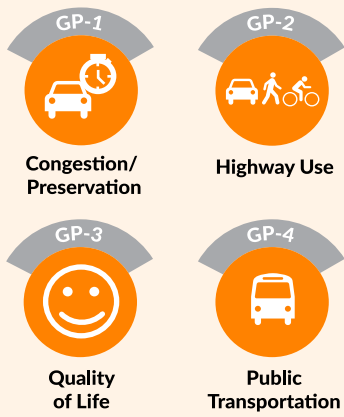 GP-1
Congestion/
Preservation
GP-2
Highway Use
GP-3
Quality
of Life
GP-4
Public
Transportation